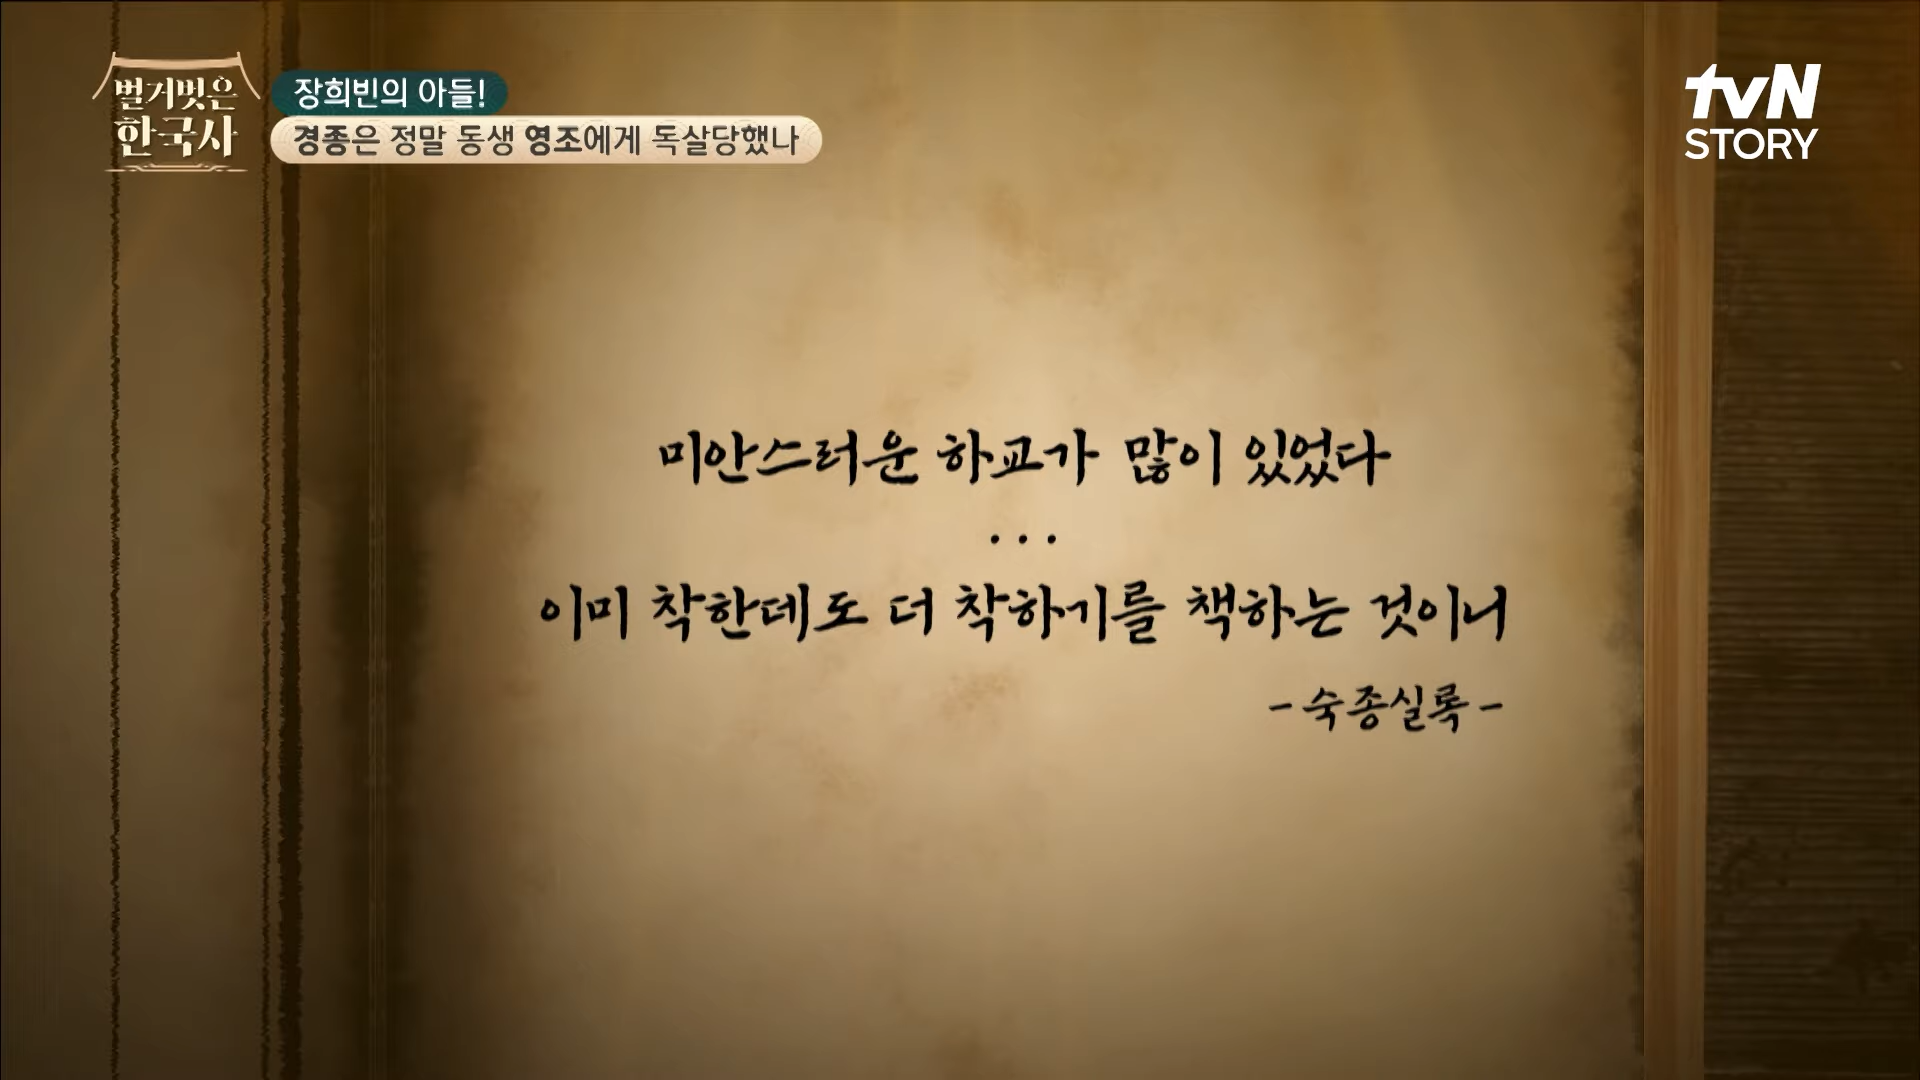 벌거벗은
한국사
장희빈의 아들!
경종은 정말 동생 영조에게 독살당했나
tvN
STORY
미안스러운 하교가 많이 있었다
...
이미 착한데도 더 착하기를 책하는 것이니
- 숙종실록 -